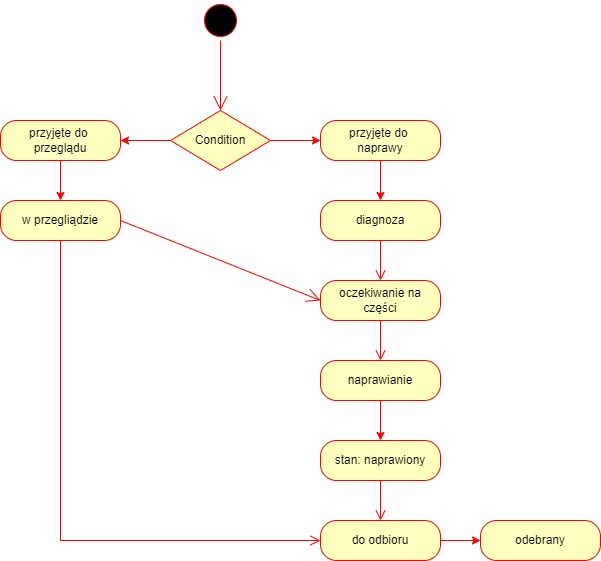 przyjęte do
przeglądu
Condition
przyjęte do
naprawy
w przegliądzie
diagnoza
oczekiwanie na
części
naprawianie
stan: naprawiony
do odbioru
odebrany